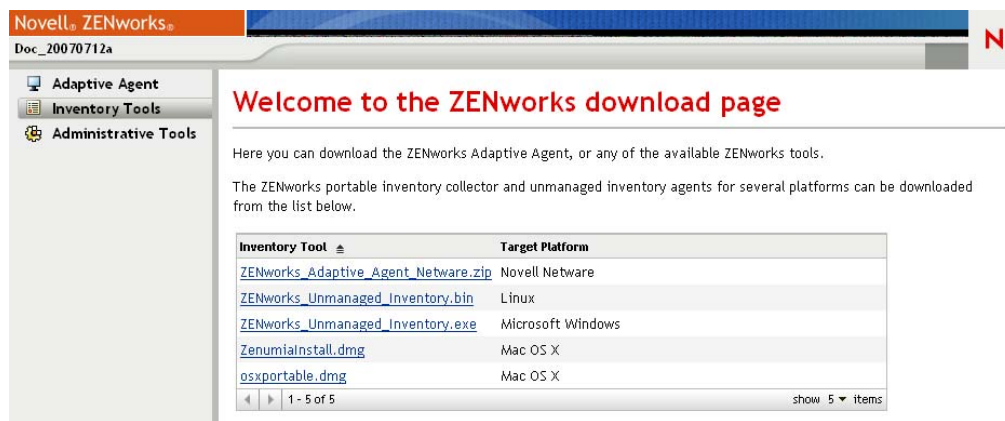 Novell® ZENworks®
Doc_20070712a
N
Adaptive Agent
Inventory Tools
Administrative Tools
Welcome to the ZENworks download page
Here you can download the ZENworks Adaptive Agent, or any of the available ZENworks tools.
The ZENworks portable inventory collector and unmanaged inventory agents for several platforms can be downloaded
from the list below.
Inventory Tool Target Platform
ZENworks_Adaptive_Agent_Netware.zip Novell Netware
ZENworks_Unmanaged_Inventory.bin Linux
ZENworks_Unmanaged_Inventory.exe Microsoft Windows
ZenumiaInstall.dmg Mac OS X
osxportable.dmg Mac OS X
1 - 5 of 5 show 5 items